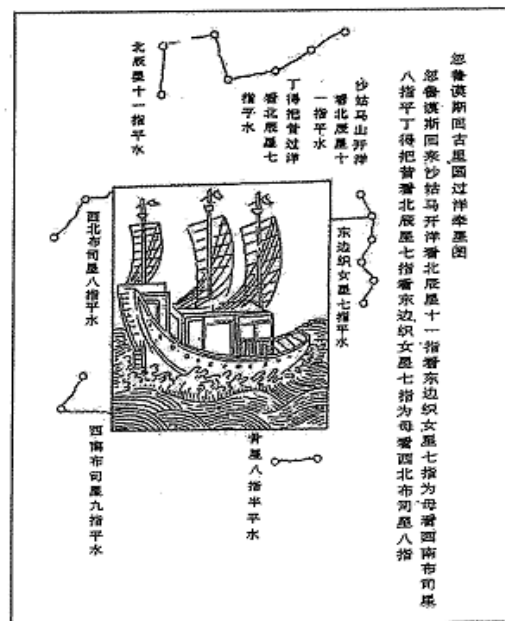 忽鲁谟斯回古里国过洋牵星图
忽鲁谟斯回来沙姑马开洋看北辰星十一指看东边织女星七指为母看西南布司星
八指平丁得把昔看北辰星七指看东边织女星七指为母看西北布司星八指
沙姑马山开洋
看北辰星十
一指平水
丁得把昔过洋
看北辰星七
指平水
北辰星十一指平水
东边织女星七指平水
西北布司星八指平水
西南布司星九指平水
骨星八指半平水